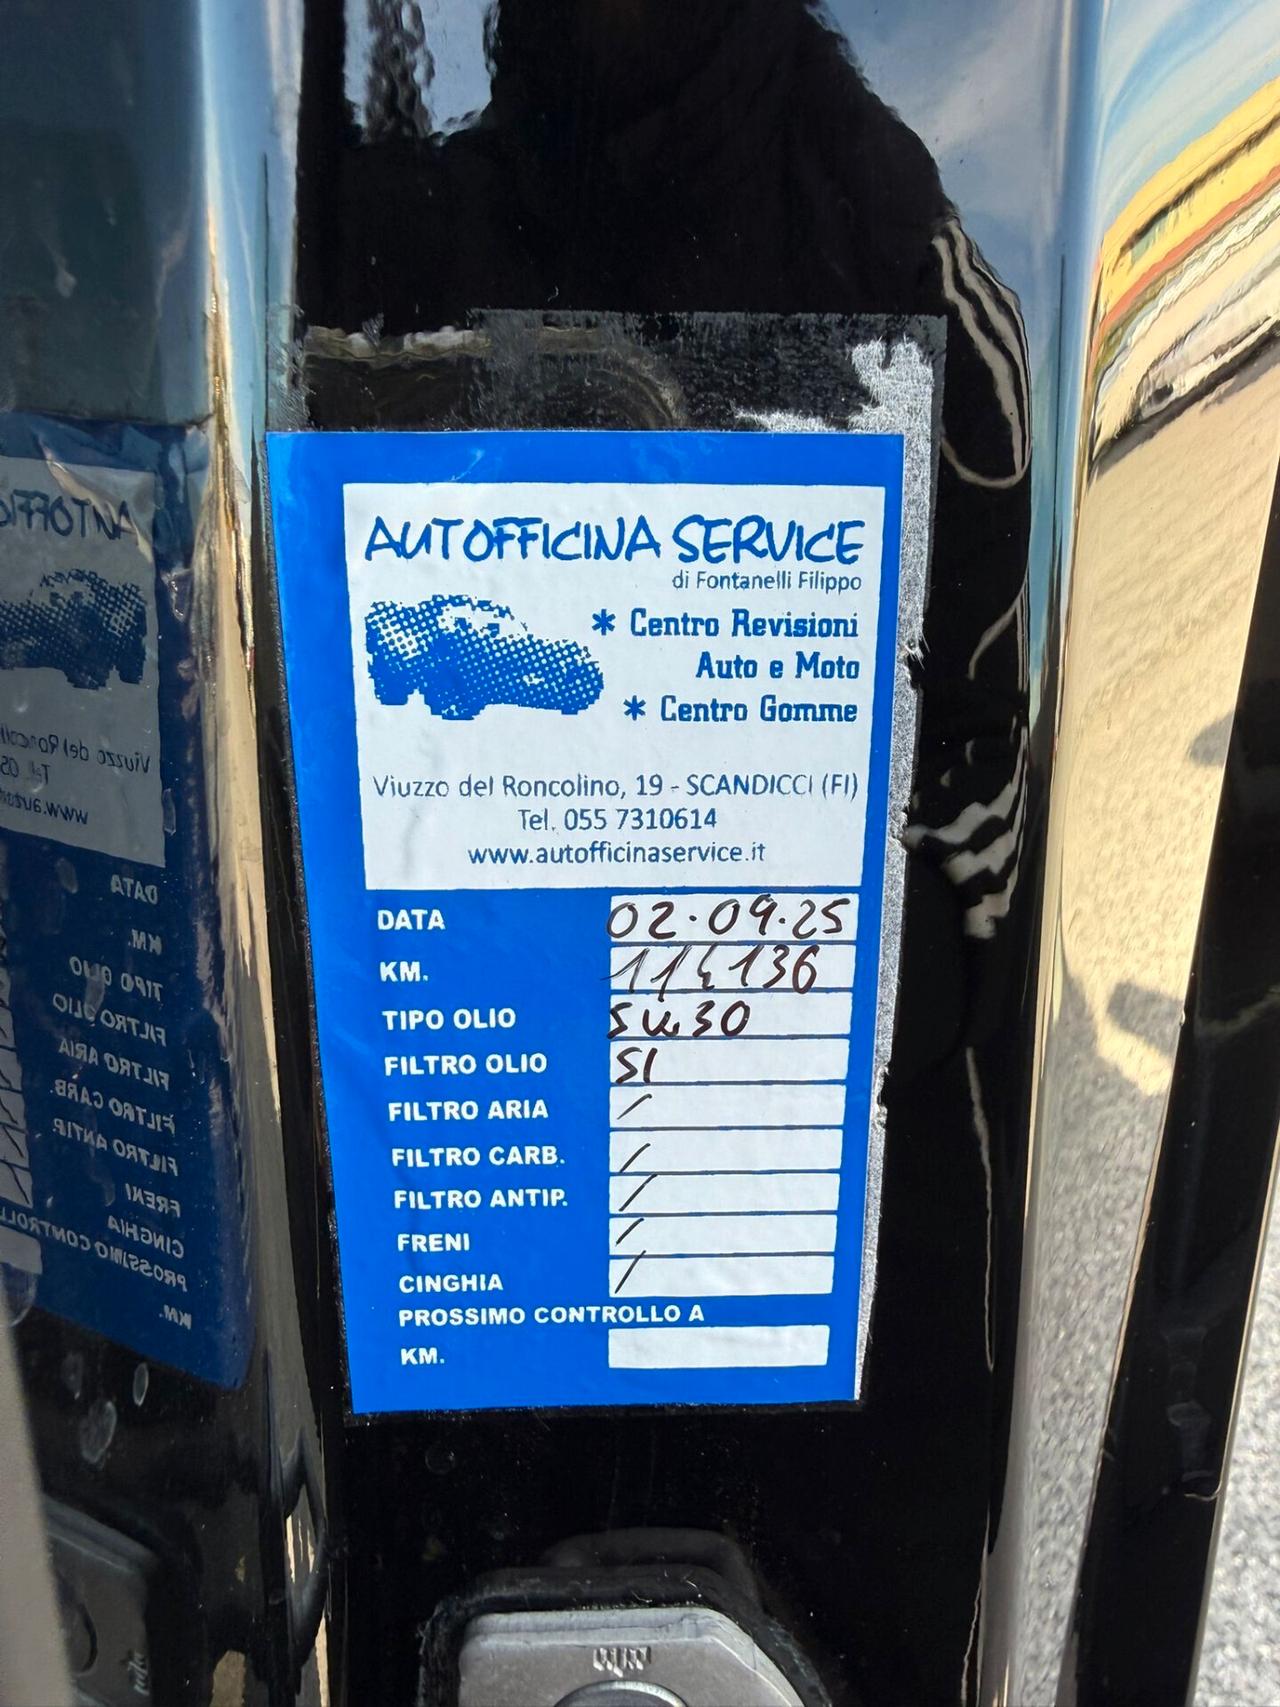 AUTOFFICINA SERVICE
di Fontanelli Filippo
* Centro Revisioni
Auto e Moto
* Centro Gomme
Viuzzo del Roncolino, 19 - SCANDICCI (FI)
Tel. 055 7310614
www.autofficinaservice.it
DATA 02.09.25
KM. 114136
TIPO OLIO 5w30
FILTRO OLIO SI
FILTRO ARIA /
FILTRO CARB. /
FILTRO ANTIP. /
FRENI /
CINGHIA /
PROSSIMO CONTROLLO A
KM.